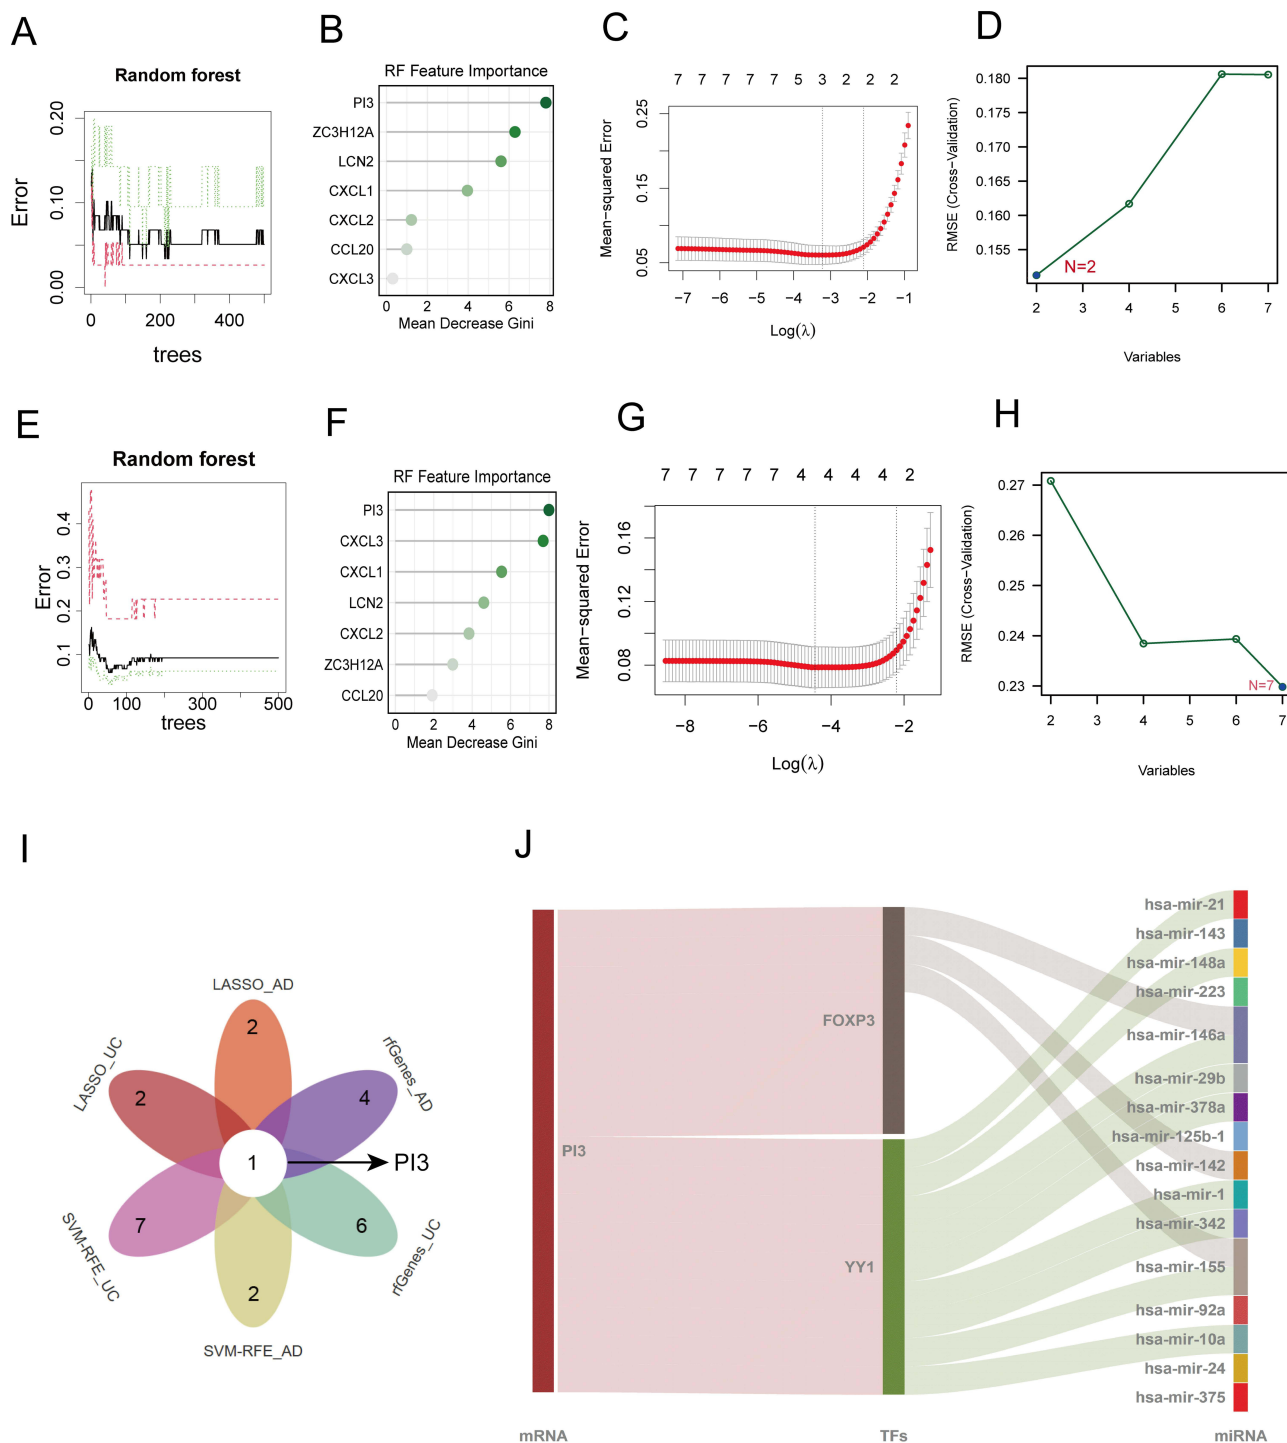 A
Random forest
Error
0.00
0.10
0.20
0
200
400
trees
B
RF Feature Importance
PI3
ZC3H12A
LCN2
CXCL1
CXCL2
CCL20
CXCL3
0 2 4 6 8
Mean Decrease Gini
C
7 7 7 7 7 5 3 2 2 2
Mean−squared Error
0.05
0.15
0.25
−7 −6 −5 −4 −3 −2 −1
Log(λ)
D
RMSE (Cross−Validation)
0.180
0.175
0.170
0.165
0.160
0.155
N=2
2 3 4 5 6 7
Variables
E
Random forest
Error
0.1
0.2
0.3
0.4
0 100 300 500
trees
F
RF Feature Importance
PI3
CXCL3
CXCL1
LCN2
CXCL2
ZC3H12A
CCL20
0 2 4 6 8
Mean Decrease Gini
G
7 7 7 7 7 4 4 4 4 2
Mean−squared Error
0.08
0.12
0.16
−8 −6 −4 −2
Log(λ)
H
RMSE (Cross−Validation)
0.27
0.26
0.25
0.24
0.23
N=7
2 3 4 5 6 7
Variables
I
LASSO_AD
2
LASSO_UC
2
rfGenes_AD
4
1
PI3
SVM-RFE_UC
7
rfGenes_UC
6
2
SVM-RFE_AD
J
PI3
FOXP3
YY1
hsa-mir-21
hsa-mir-143
hsa-mir-148a
hsa-mir-223
hsa-mir-146a
hsa-mir-29b
hsa-mir-378a
hsa-mir-125b-1
hsa-mir-142
hsa-mir-1
hsa-mir-342
hsa-mir-155
hsa-mir-92a
hsa-mir-10a
hsa-mir-24
hsa-mir-375
mRNA
TFs
miRNA